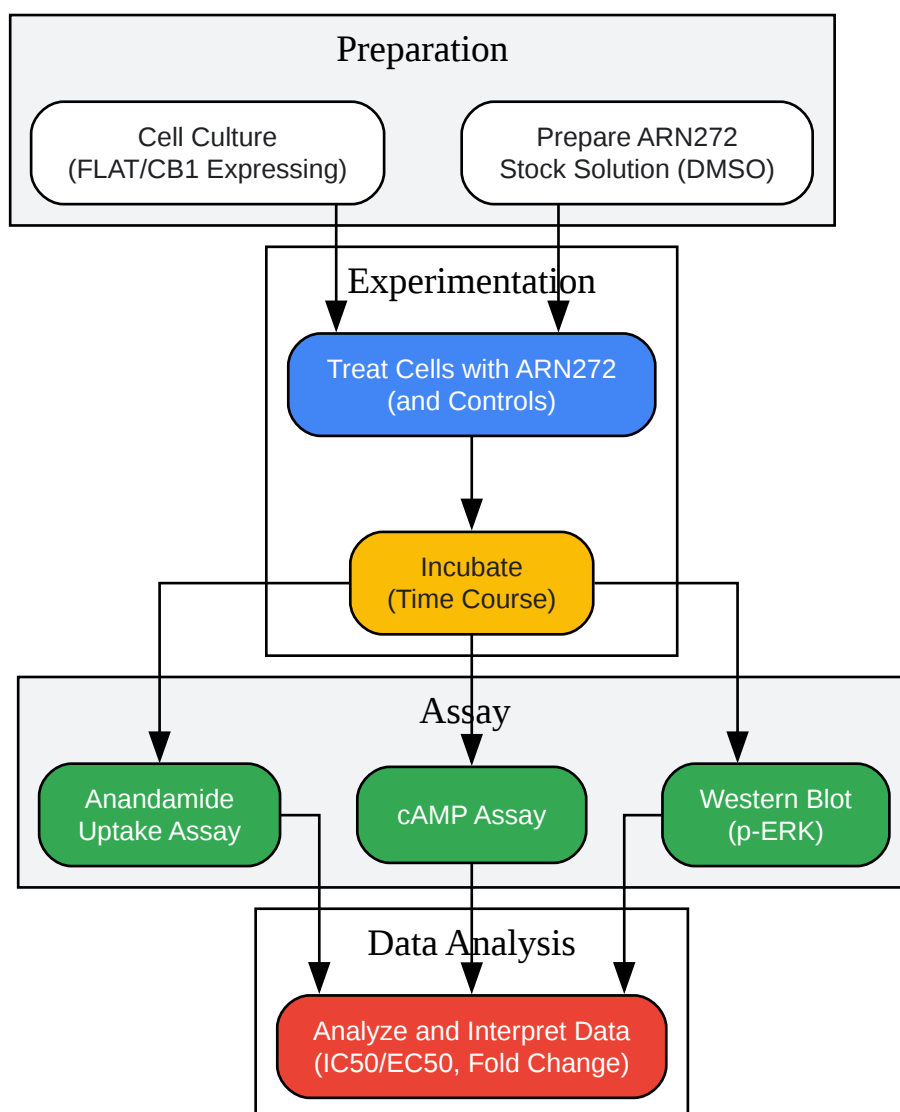 Preparation
Cell Culture
(FLAT/CB1 Expressing)
Prepare ARN272
Stock Solution (DMSO)
Experimentation
Treat Cells with ARN272
(and Controls)
Incubate
(Time Course)
Assay
Anandamide
Uptake Assay
cAMP Assay
Western Blot
(p-ERK)
Data Analysis
Analyze and Interpret Data
(IC50/EC50, Fold Change)